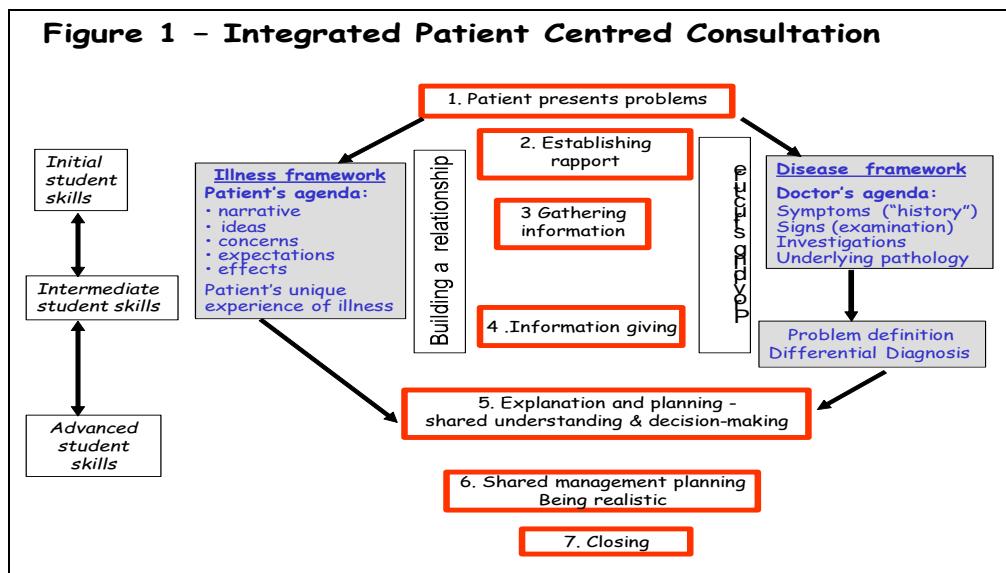 Figure 1 – Integrated Patient Centred Consultation
1. Patient presents problems
2. Establishing
rapport
3 Gathering
information
4 .Information giving
5. Explanation and planning -
shared understanding & decision-making
6. Shared management planning
Being realistic
7. Closing
Initial
student
skills
Intermediate
student skills
Advanced
student
skills
Illness framework
Patient's agenda:
• narrative
• ideas
• concerns
• expectations
• effects
Patient's unique
experience of illness
Building a relationship
Disease framework
Doctor's agenda:
Symptoms ("history")
Signs (examination)
Investigations
Underlying pathology
Problem definition
Differential Diagnosis